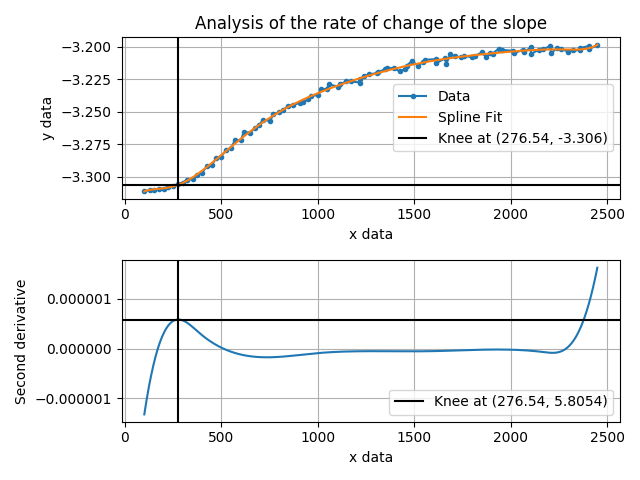 Analysis of the rate of change of the slope
−3.200
−3.225
−3.250
−3.275
−3.300
y data
Data
Spline Fit
Knee at (276.54, -3.306)
0 500 1000 1500 2000 2500
x data
0.000001
0.000000
−0.000001
Second derivative
Knee at (276.54, 5.8054)
0 500 1000 1500 2000 2500
x data